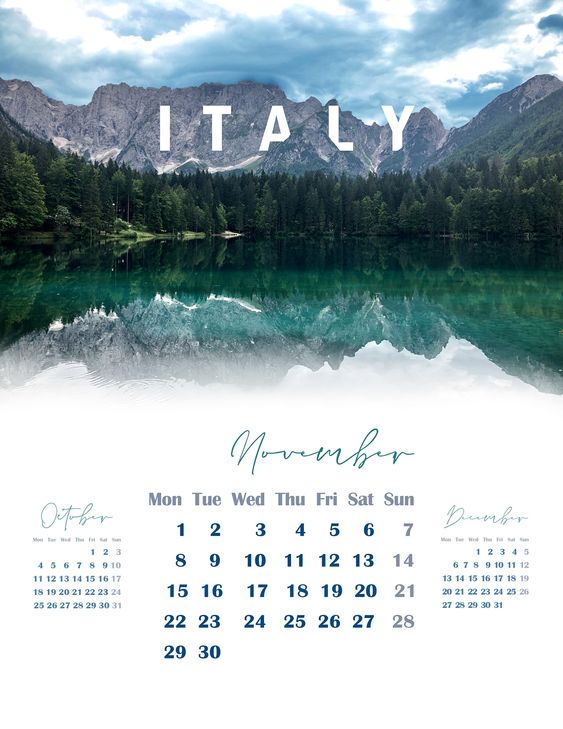 ITALY
November
Mon Tue Wed Thu Fri Sat Sun
1 2 3 4 5 6 7
8 9 10 11 12 13 14
15 16 17 18 19 20 21
22 23 24 25 26 27 28
29 30
October
Mon Tue Wed Thu Fri Sat Sun
1 2 3
4 5 6 7 8 9 10
11 12 13 14 15 16 17
18 19 20 21 22 23 24
25 26 27 28 29 30 31
December
Mon Tue Wed Thu Fri Sat Sun
1 2 3 4 5
6 7 8 9 10 11 12
13 14 15 16 17 18 19
20 21 22 23 24 25 26
27 28 29 30 31